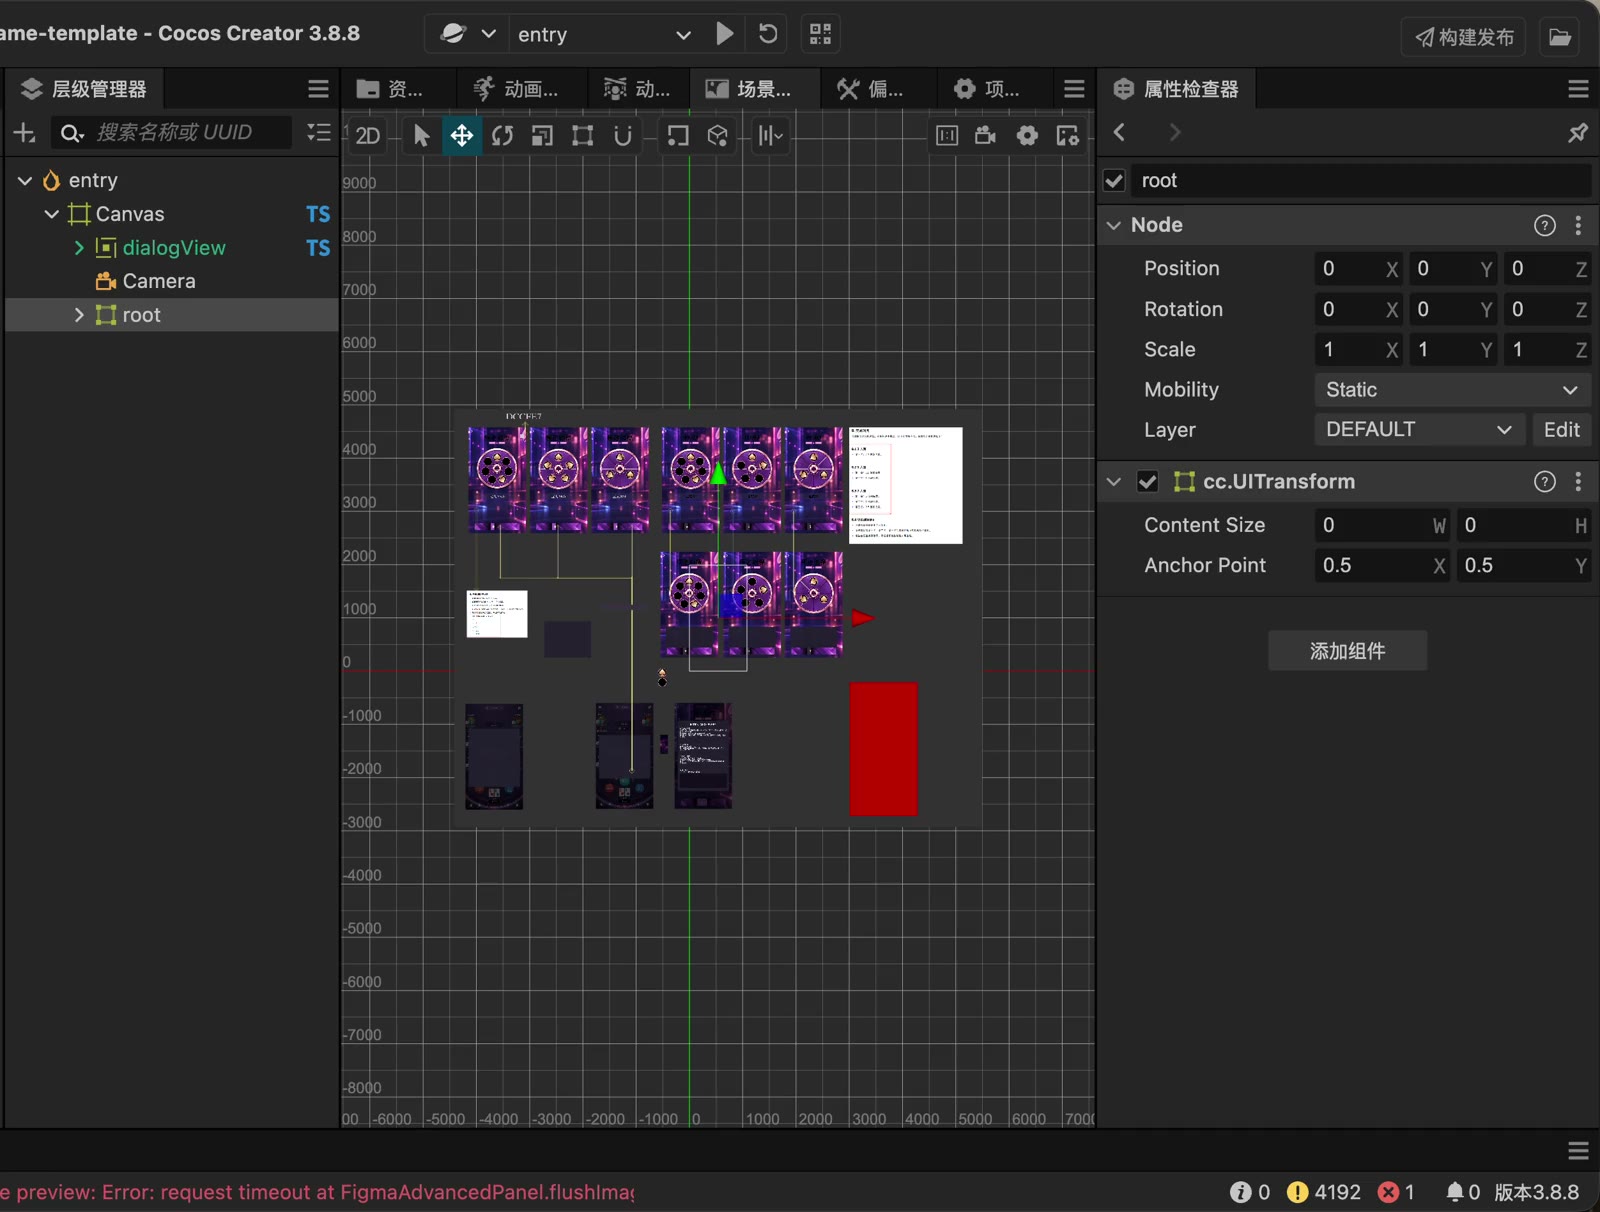 ame-template - Cocos Creator 3.8.8
entry
构建发布
层级管理器
资...
动画...
动...
场景...
偏...
项...
属性检查器
搜索名称或 UUID
2D
entry
Canvas TS
dialogView TS
Camera
root
9000
8000
7000
6000
5000
4000
3000
2000
1000
0
-1000
-2000
-3000
-4000
-5000
-6000
-7000
-8000
00 -6000 -5000 -4000 -3000 -2000 -1000 0 1000 2000 3000 4000 5000 6000 7000
root
Node
Position 0 X 0 Y 0 Z
Rotation 0 X 0 Y 0 Z
Scale 1 X 1 Y 1 Z
Mobility Static
Layer DEFAULT Edit
cc.UITransform
Content Size 0 W 0 H
Anchor Point 0.5 X 0.5 Y
添加组件
e preview: Error: request timeout at FigmaAdvancedPanel.flushImag
0 4192 1 0 版本3.8.8